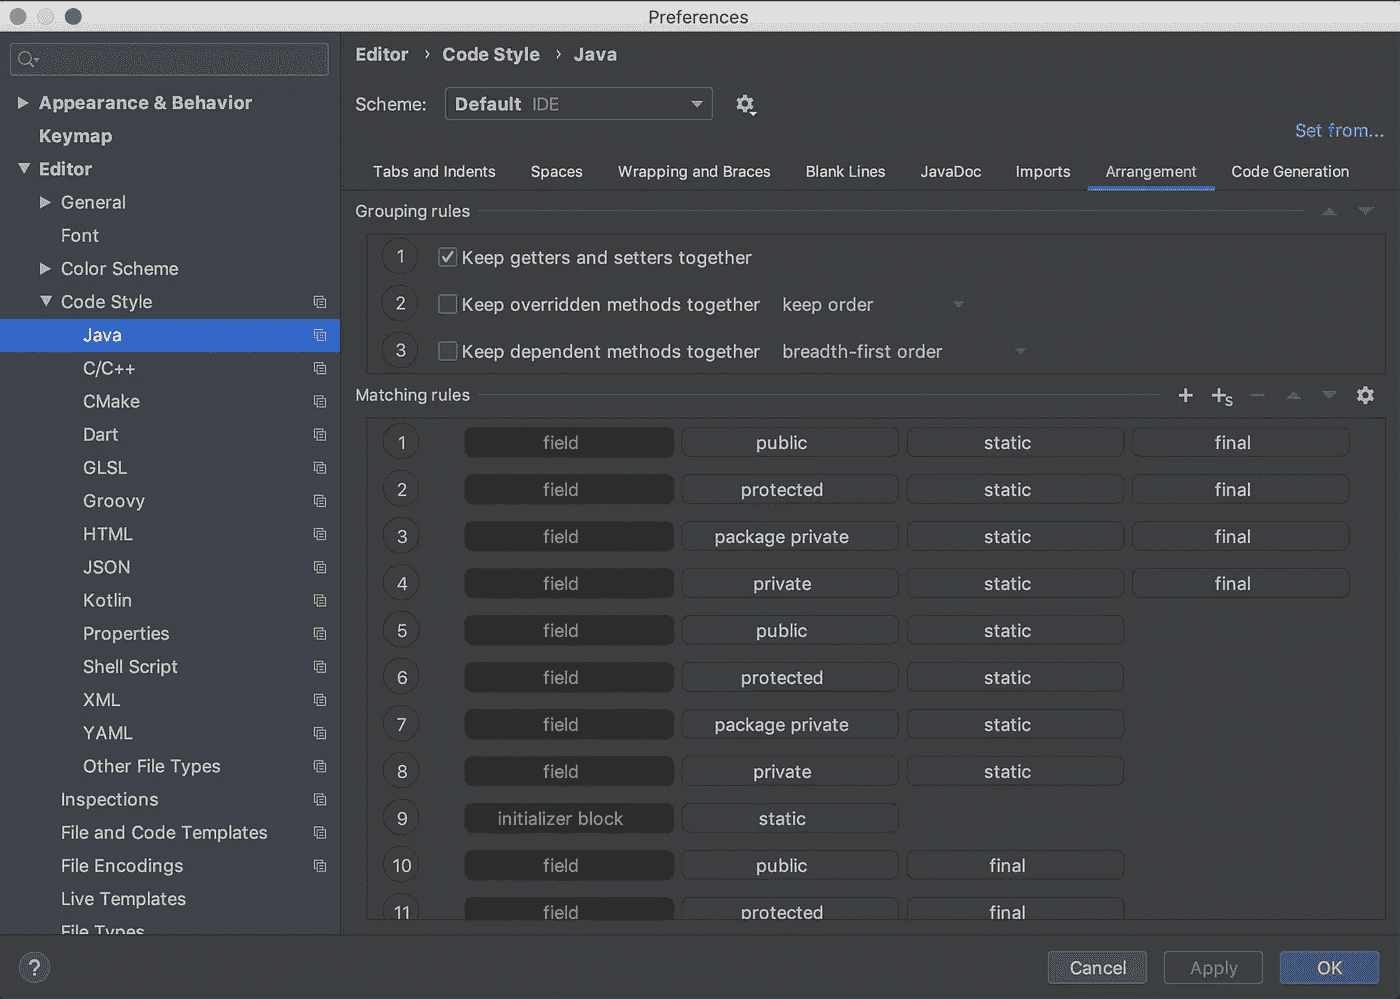 Preferences
Appearance & Behavior
Keymap
Editor
General
Font
Color Scheme
Code Style
Java
C/C++
CMake
Dart
GLSL
Groovy
HTML
JSON
Kotlin
Properties
Shell Script
XML
YAML
Other File Types
Inspections
File and Code Templates
File Encodings
Live Templates
File Types
Editor › Code Style › Java
Scheme: Default IDE
Set from...
Tabs and Indents Spaces Wrapping and Braces Blank Lines JavaDoc Imports Arrangement Code Generation
Grouping rules
1 Keep getters and setters together
2 Keep overridden methods together keep order
3 Keep dependent methods together breadth-first order
Matching rules
1 field public static final
2 field protected static final
3 field package private static final
4 field private static final
5 field public static
6 field protected static
7 field package private static
8 field private static
9 initializer block static
10 field public final
11 field protected final
? Cancel Apply OK